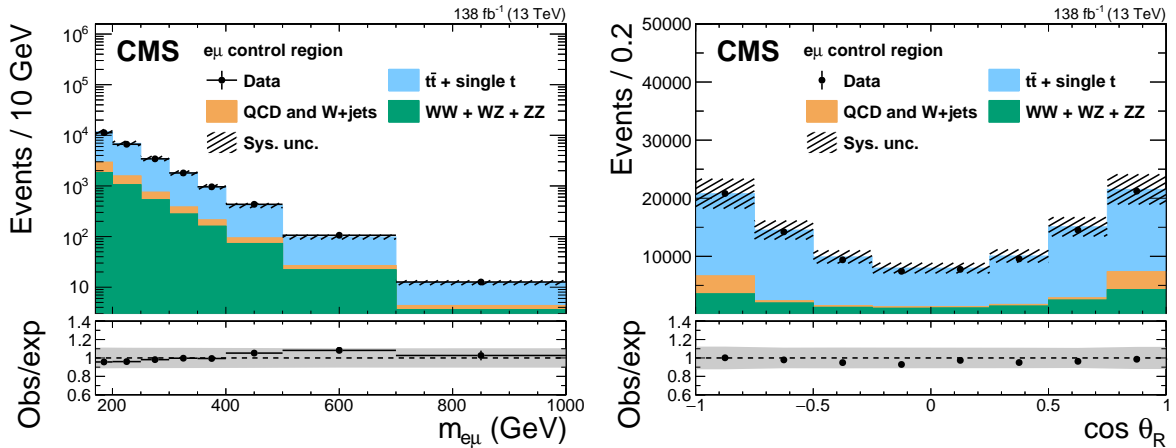 138 fb⁻¹ (13 TeV)
Events / 10 GeV
10⁶
10⁵
10⁴
10³
10²
10
CMS
eμ control region
Data
tt̄ + single t
QCD and W+jets
WW + WZ + ZZ
Sys. unc.
Obs/exp
1.4
1.2
1
0.8
0.6
200
400
600
800
1000
m_eμ (GeV)
138 fb⁻¹ (13 TeV)
Events / 0.2
50000
40000
30000
20000
10000
CMS
eμ control region
Data
tt̄ + single t
QCD and W+jets
WW + WZ + ZZ
Sys. unc.
Obs/exp
1.4
1.2
1
0.8
0.6
−1
−0.5
0
0.5
1
cos θ_R